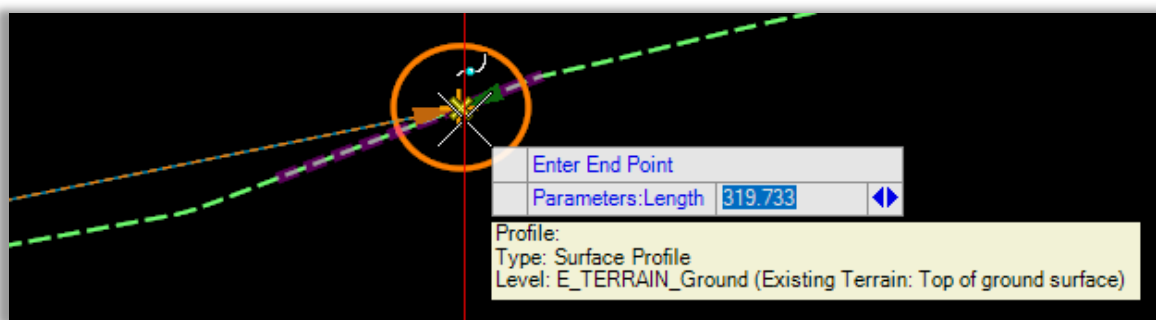 Enter End Point
Parameters:Length 319.733
Profile:
Type: Surface Profile
Level: E_TERRAIN_Ground (Existing Terrain: Top of ground surface)